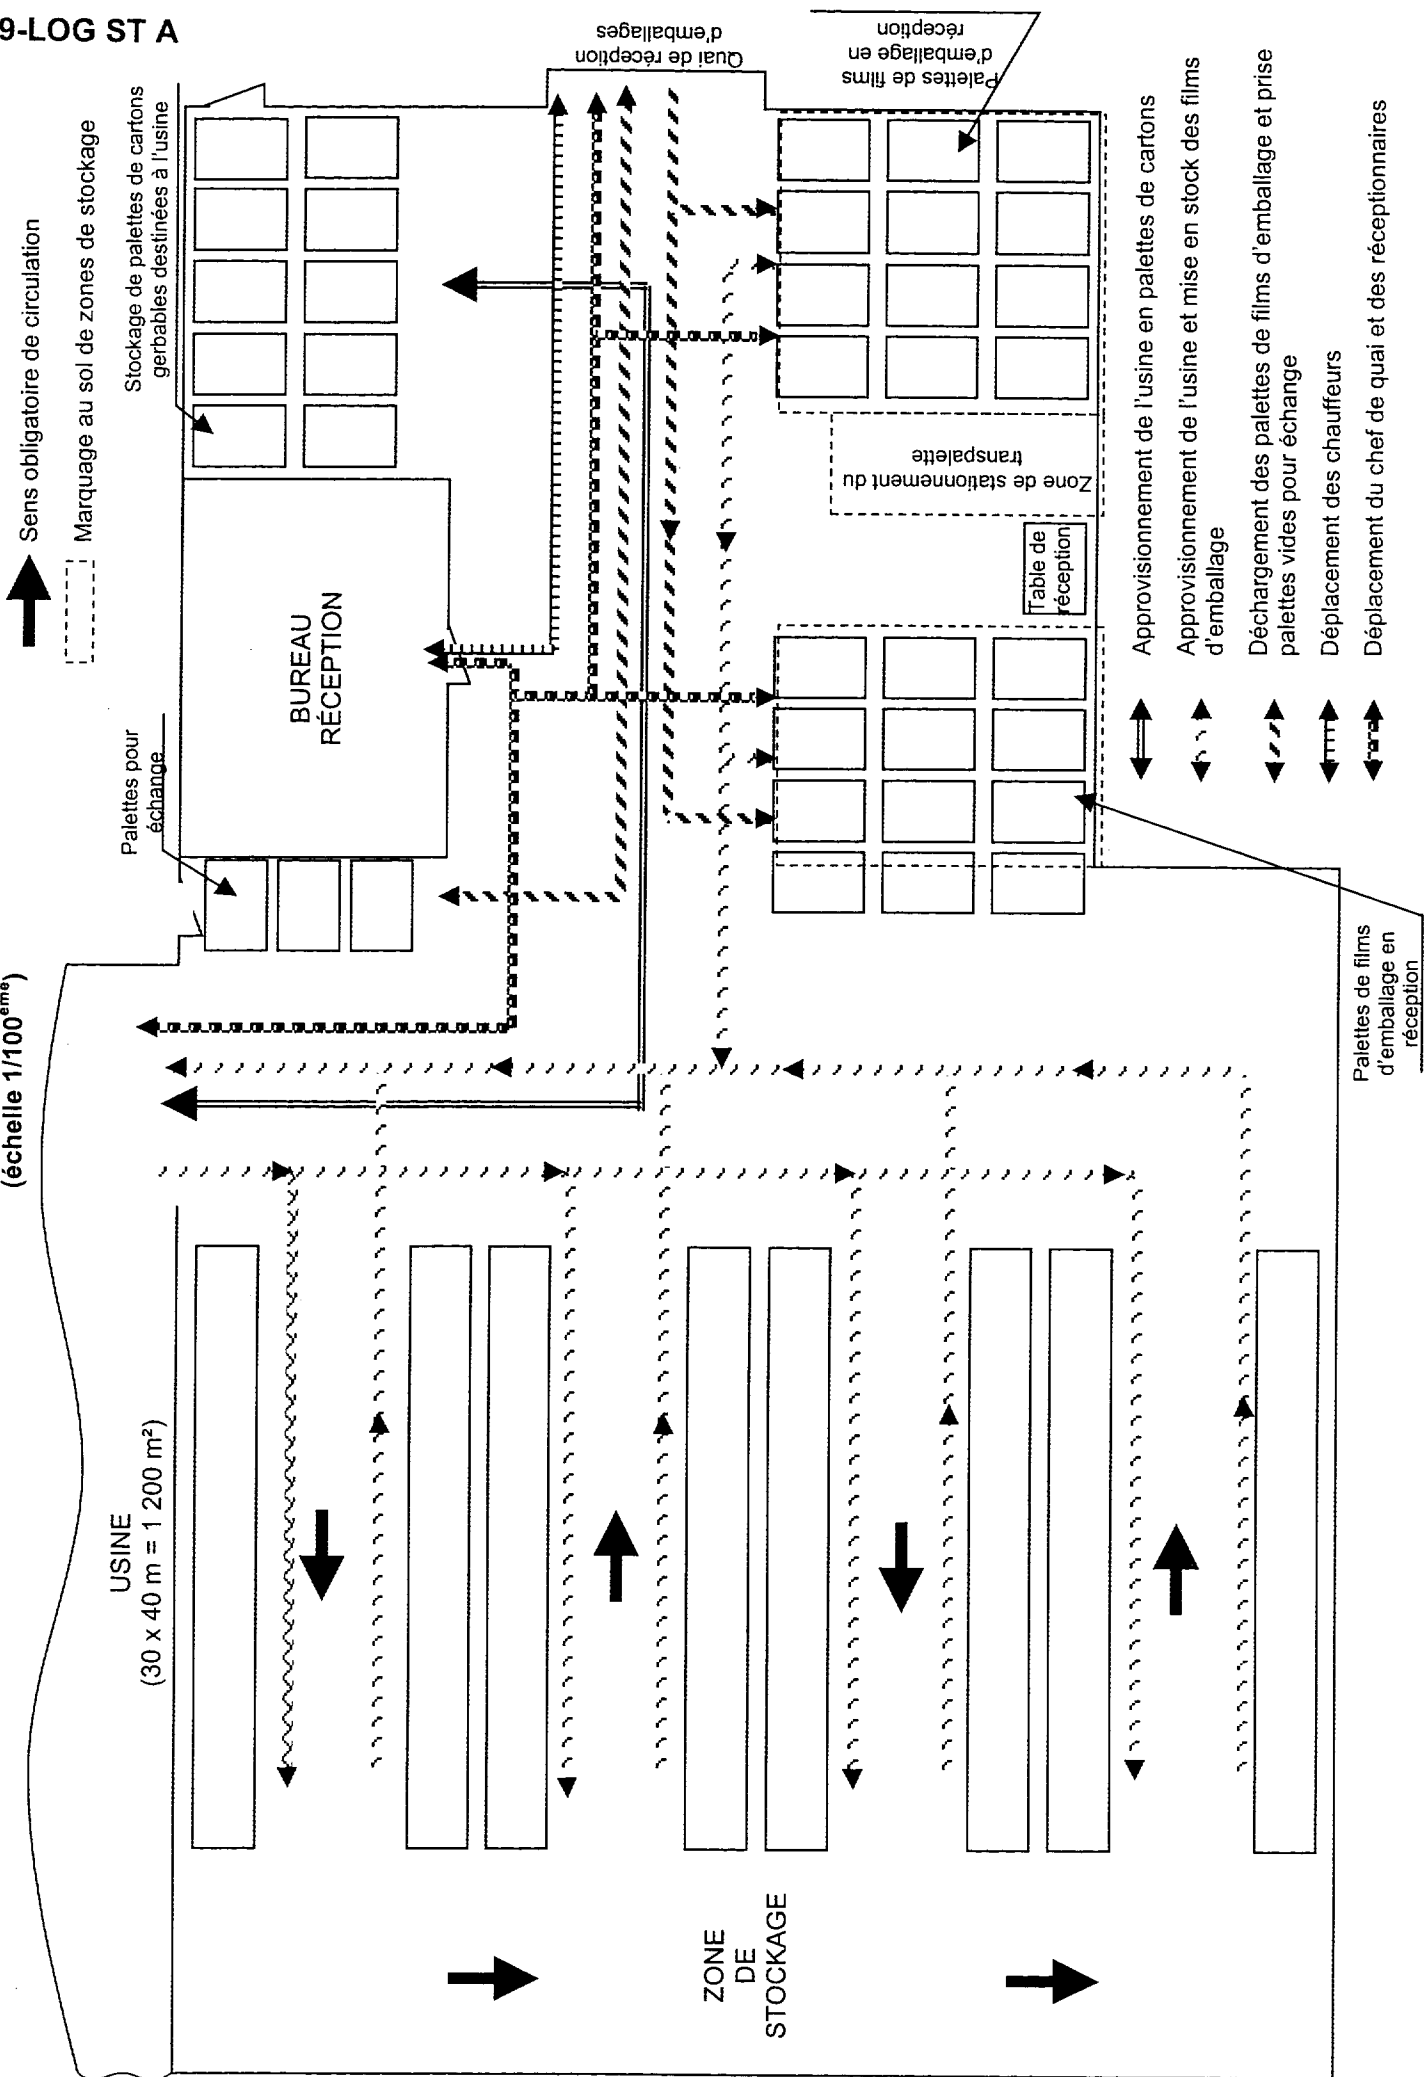 9-LOG ST A
(échelle 1/100ème)
Sens obligatoire de circulation
Marquage au sol de zones de stockage
Stockage de palettes de cartons
gerbables destinées à l'usine
Palettes pour
échange
BUREAU
RÉCEPTION
Quai de réception
d'emballages
Palettes de films
d'emballage en
réception
Zone de stationnement du
transpalette
Table de
réception
Palettes de films
d'emballage en
réception
USINE
(30 x 40 m = 1 200 m²)
ZONE
DE
STOCKAGE
Approvisionnement de l'usine en palettes de cartons
Approvisionnement de l'usine et mise en stock des films
d'emballage
Déchargement des palettes de films d'emballage et prise
palettes vides pour échange
Déplacement des chauffeurs
Déplacement du chef de quai et des réceptionnaires